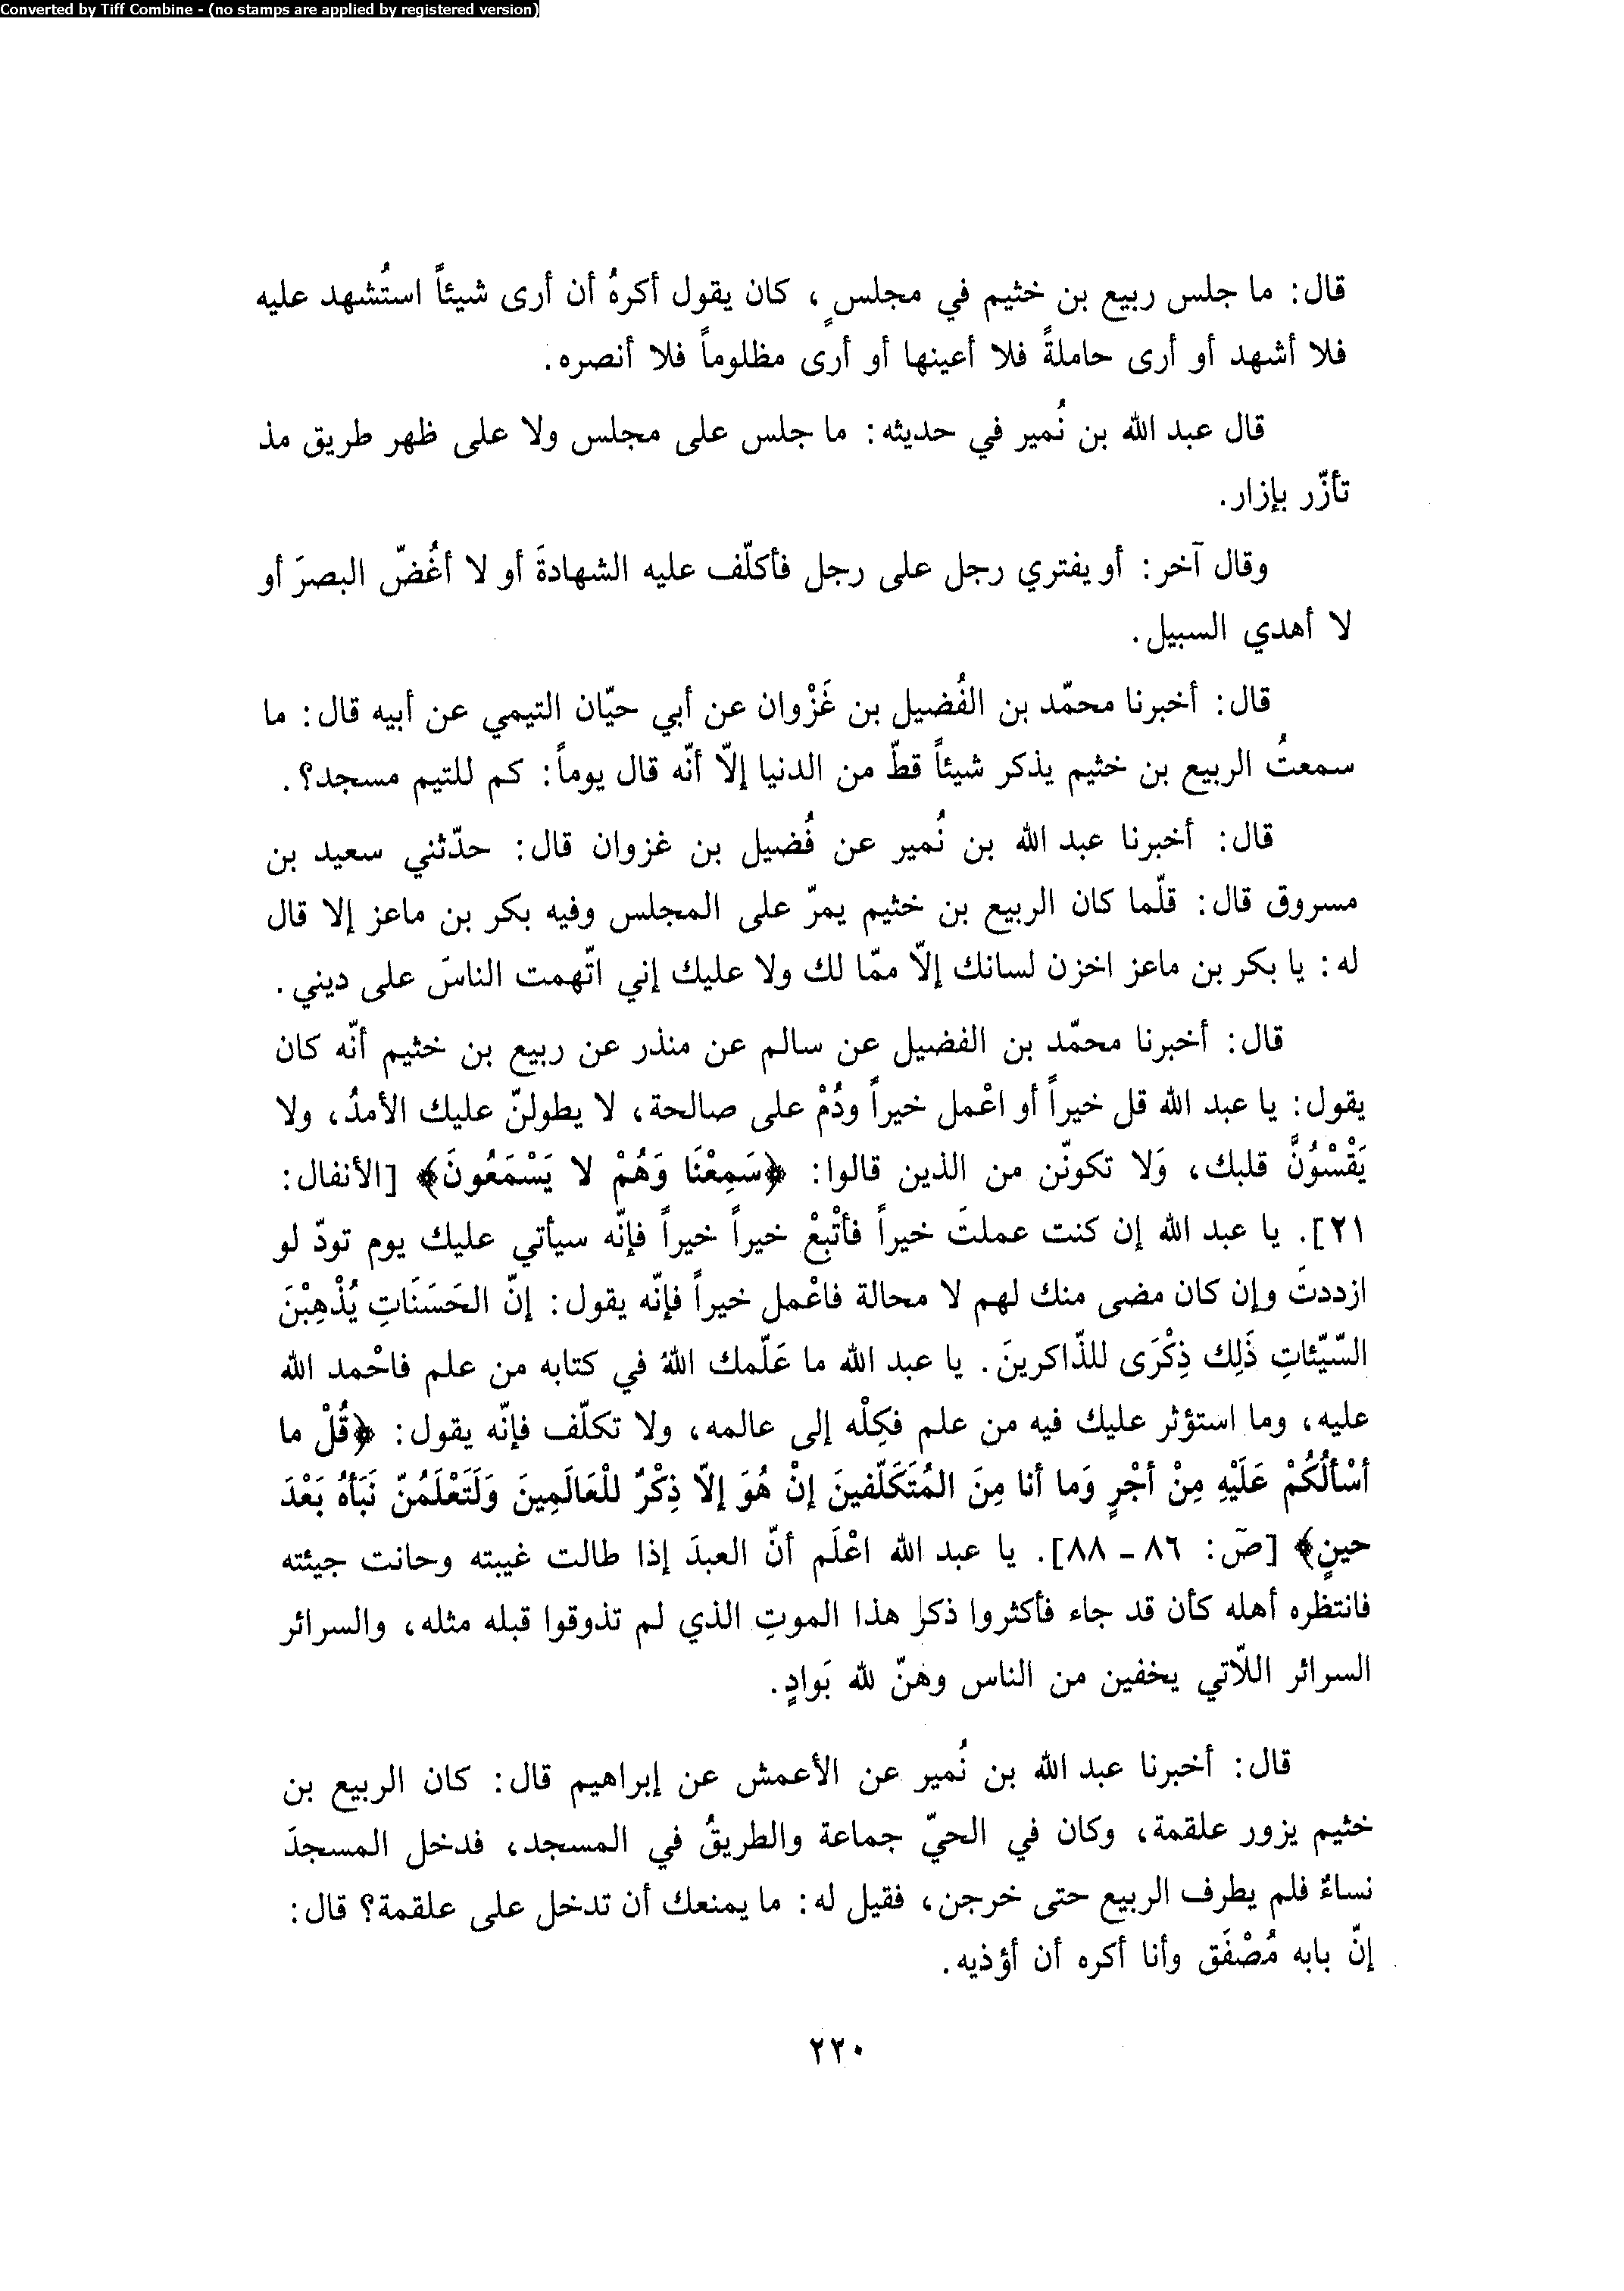 Converted by Tiff Combine - (no stamps are applied by registered version)
قال: ما جلس ربيع بن خثيم في مجلسٍ، كان يقول أكرهُ أن أرى شيئاً استُشهد عليه
فلا أشهد أو أرى حاملةً فلا أعينها أو أرى مظلوماً فلا أنصره.
قال عبد الله بن نُمير في حديثه: ما جلس على مجلس ولا على ظهر طريق مذ
تأزّر بإزار.
وقال آخر: أو يفتري رجل على رجل فأكلّف عليه الشهادةَ أو لا أغُضّ البصرَ أو
لا أهدي السبيل.
قال: أخبرنا محمّد بن الفُضيل بن غَزْوان عن أبي حيّان التيمي عن أبيه قال: ما
سمعتُ الربيع بن خثيم يذكر شيئاً قطّ من الدنيا إلاّ أنّه قال يوماً: كم للتيم مسجد؟.
قال: أخبرنا عبد الله بن نُمير عن فُضيل بن غزوان قال: حدّثني سعيد بن
مسروق قال: قلّما كان الربيع بن خثيم يمرّ على المجلس وفيه بكر بن ماعز إلا قال
له: يا بكر بن ماعز اخزن لسانك إلاّ ممّا لك ولا عليك إني اتّهمت الناسَ على ديني.
قال: أخبرنا محمّد بن الفضيل عن سالم عن منذر عن ربيع بن خثيم أنّه كان
يقول: يا عبد الله قل خيراً أو اعْمل خيراً ودُمْ على صالحة، لا يطولنّ عليك الأمدُ، ولا
يَقْسُوَنَّ قلبك، وَلا تكونّن من الذين قالوا: ﴿سَمِعْنَا وَهُمْ لا يَسْمَعُونَ﴾ [الأنفال:
٢١]. يا عبد الله إن كنت عملتَ خيراً فأتْبِعْ خيراً خيراً فإنّه سيأتي عليك يوم تودّ لو
ازددتَ وإن كان مضى منك لهم لا محالة فاعْمل خيراً فإنّه يقول: إنّ الحَسَنَاتِ يُذْهِبْنَ
السّيّئاتِ ذَلِك ذِكْرَى للذّاكرينَ. يا عبد الله ما عَلّمك اللهُ في كتابه من علم فاحْمد الله
عليه، وما استؤثر عليك فيه من علم فكِلْه إلى عالمه، ولا تكلّف فإنّه يقول: ﴿قُلْ ما
أسْألُكُمْ عَلَيْهِ مِنْ أجْرٍ وَما أنا مِنَ المُتَكَلّفينَ إنْ هُوَ إلاّ ذِكْرٌ للْعَالَمِينَ وَلَتَعْلَمُنّ نَبَأهُ بَعْدَ
حينٍ﴾ [صَ: ٨٦ - ٨٨]. يا عبد الله اعْلَم أنّ العبدَ إذا طالت غيبته وحانت جيئته
فانتظره أهله كأن قد جاء فأكثروا ذكر هذا الموتِ الذي لم تذوقوا قبله مثله، والسرائر
السرائر اللّاتي يخفين من الناس وهنّ لله بَوادٍ.
قال: أخبرنا عبد الله بن نُمير عن الأعمش عن إبراهيم قال: كان الربيع بن
خثيم يزور علقمة، وكان في الحيّ جماعة والطريقُ في المسجد، فدخل المسجدَ
نساءٌ فلم يطرف الربيع حتى خرجن، فقيل له: ما يمنعك أن تدخل على علقمة؟ قال:
إنّ بابه مُصْفَق وأنا أكره أن أؤذيه.
٢٢٠